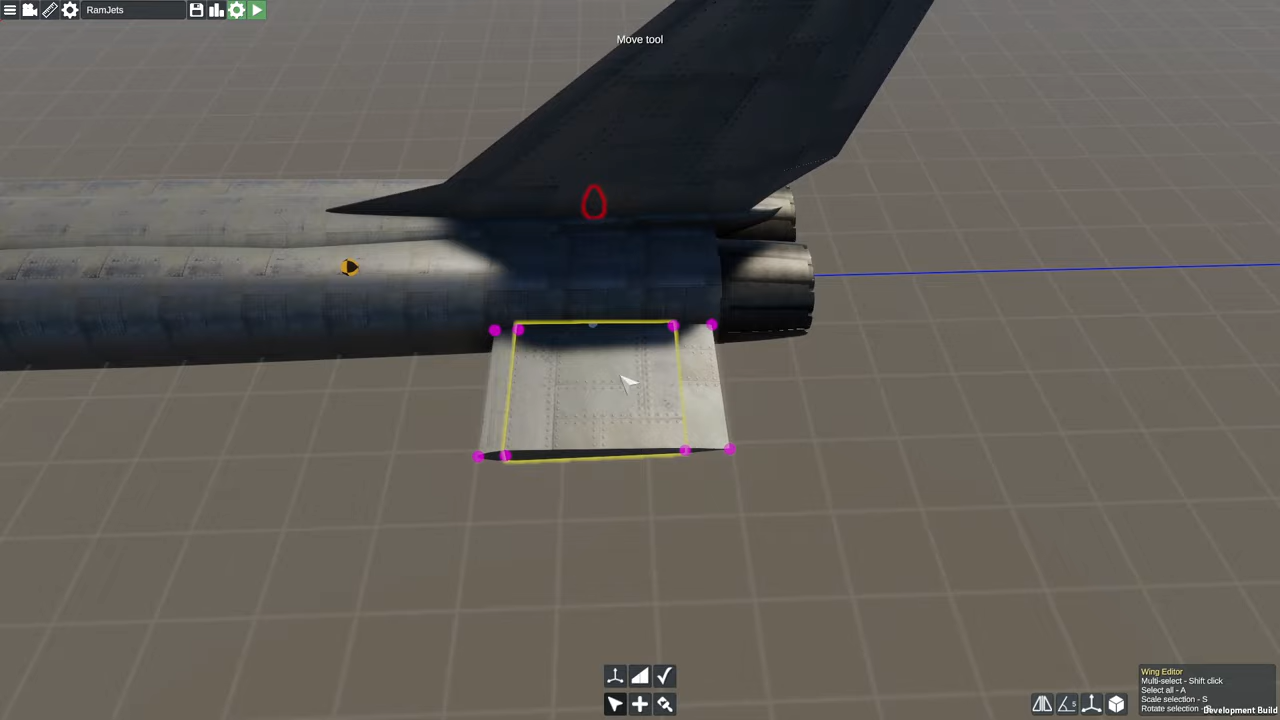 RamJets
Move tool
Wing Editor
Multi-select - Shift click
Select all - A
Scale selection - S
Rotate selection -
Development Build